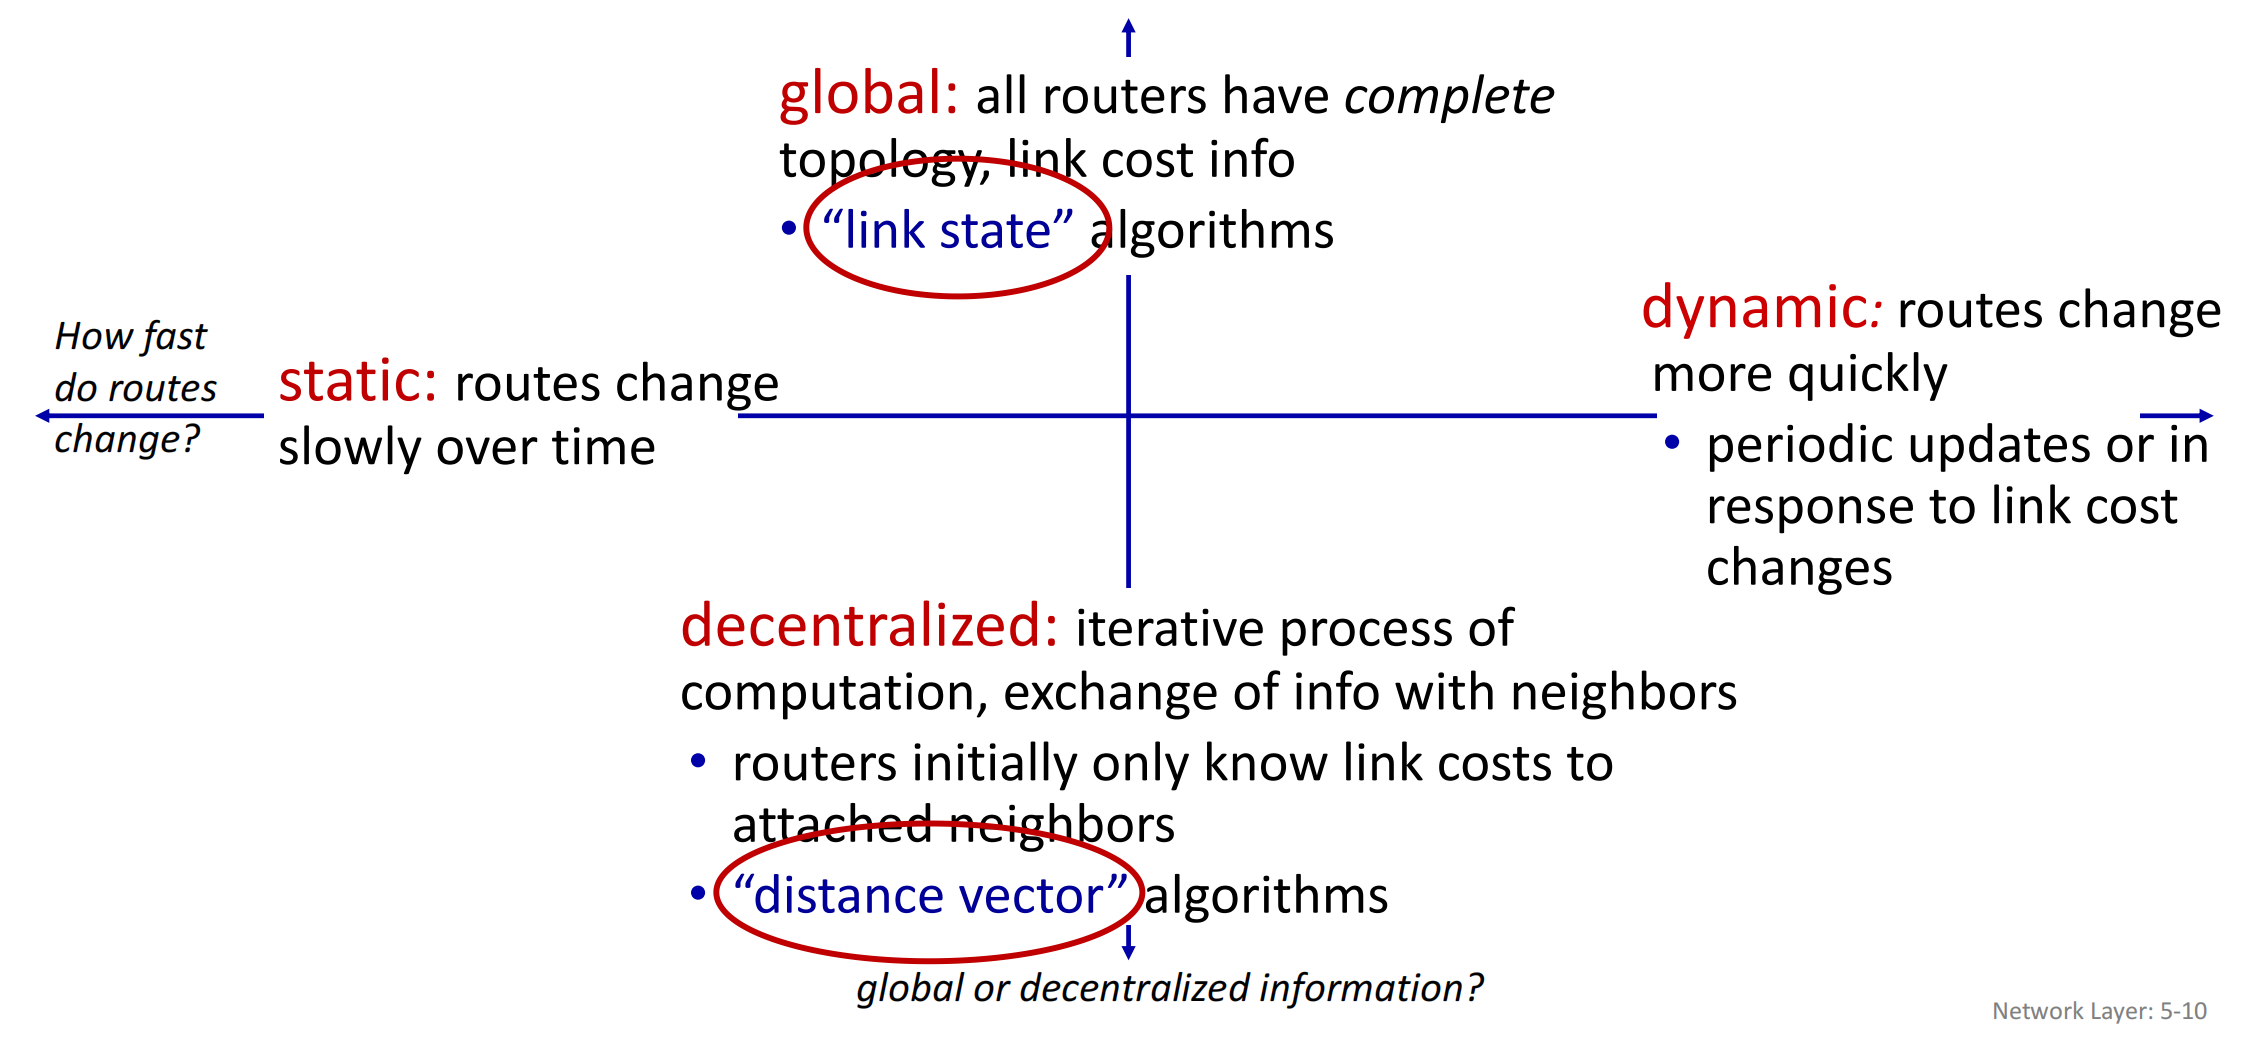 global: all routers have complete
topology, link cost info
• “link state” algorithms
How fast
do routes
change?
static: routes change
slowly over time
dynamic: routes change
more quickly
• periodic updates or in
response to link cost
changes
decentralized: iterative process of
computation, exchange of info with neighbors
• routers initially only know link costs to
attached neighbors
• “distance vector” algorithms
global or decentralized information?
Network Layer: 5-10